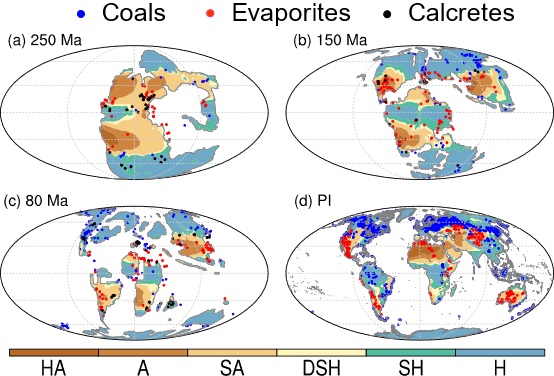 Coals Evaporites Calcretes
(a) 250 Ma (b) 150 Ma
(c) 80 Ma (d) PI
HA A SA DSH SH H